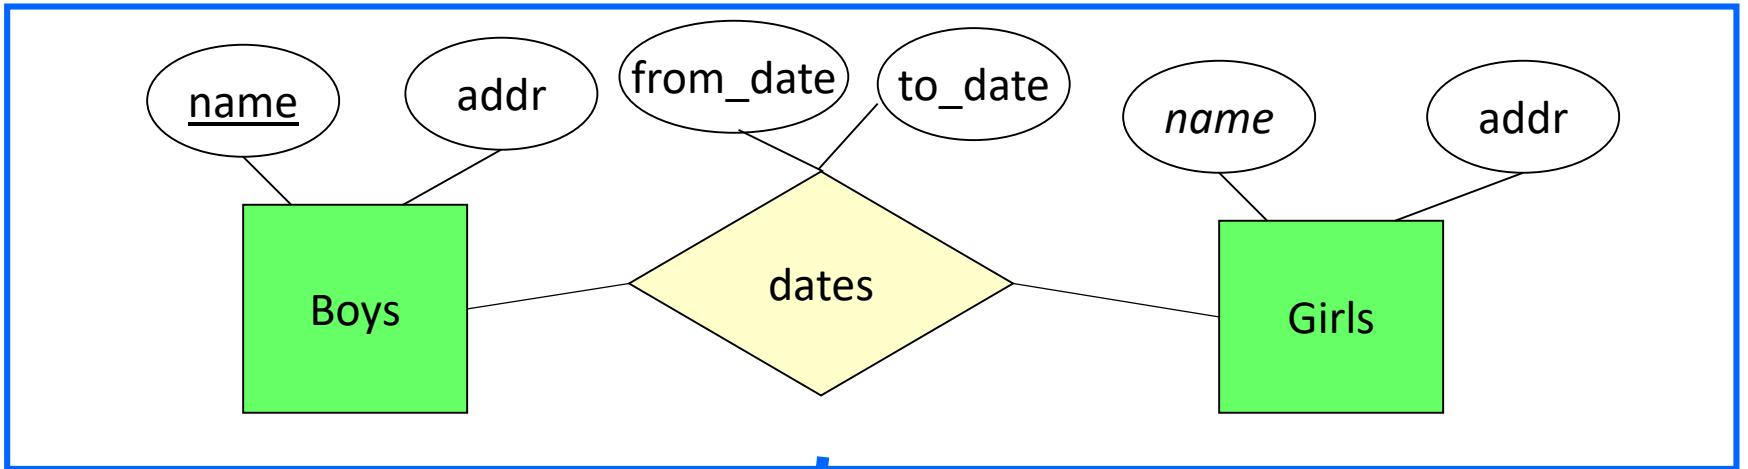 name
addr
from_date
to_date
name
addr
Boys
dates
Girls